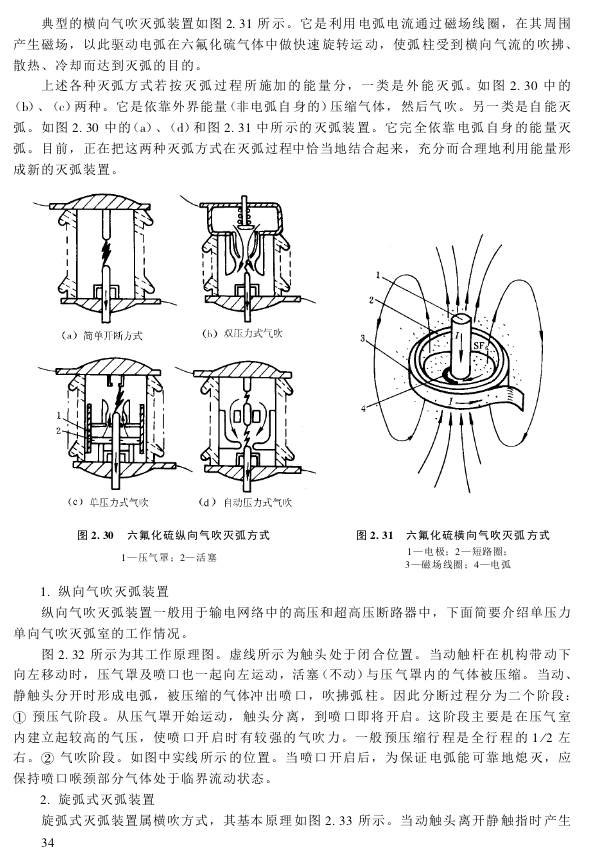 典型的横向气吹灭弧装置如图 2.31 所示。它是利用电弧电流通过磁场线圈，在其周围
产生磁场，以此驱动电弧在六氟化硫气体中做快速旋转运动，使弧柱受到横向气流的吹拂、
散热、冷却而达到灭弧的目的。
上述各种灭弧方式若按灭弧过程所施加的能量分，一类是外能灭弧。如图 2.30 中的
(b)、(c)两种。它是依靠外界能量(非电弧自身的)压缩气体，然后气吹。另一类是自能灭
弧。如图 2.30 中的(a)、(d)和图 2.31 中所示的灭弧装置。它完全依靠电弧自身的能量灭
弧。目前，正在把这两种灭弧方式在灭弧过程中恰当地结合起来，充分而合理地利用能量形
成新的灭弧装置。
(a) 简单开断方式
(b) 双压力式气吹
1
2
(c) 单压力式气吹
(d) 自动压力式气吹
1
2
3
4
I
SF6
I
图 2.30 六氟化硫纵向气吹灭弧方式
1—压气罩；2—活塞
图 2.31 六氟化硫横向气吹灭弧方式
1—电极；2—短路圈；
3—磁场线圈；4—电弧
1. 纵向气吹灭弧装置
纵向气吹灭弧装置一般用于输电网络中的高压和超高压断路器中，下面简要介绍单压力
单向气吹灭弧室的工作情况。
图 2.32 所示为其工作原理图。虚线所示为触头处于闭合位置。当动触杆在机构带动下
向左移动时，压气罩及喷口也一起向左运动，活塞(不动)与压气罩内的气体被压缩。当动、
静触头分开时形成电弧，被压缩的气体冲出喷口，吹拂弧柱。因此分断过程分为二个阶段：
① 预压气阶段。从压气罩开始运动，触头分离，到喷口即将开启。这阶段主要是在压气室
内建立起较高的气压，使喷口开启时有较强的气吹力。一般预压缩行程是全行程的 1/2 左
右。② 气吹阶段。如图中实线所示的位置。当喷口开启后，为保证电弧能可靠地熄灭，应
保持喷口喉颈部分气体处于临界流动状态。
2. 旋弧式灭弧装置
旋弧式灭弧装置属横吹方式，其基本原理如图 2.33 所示。当动触头离开静触指时产生
34